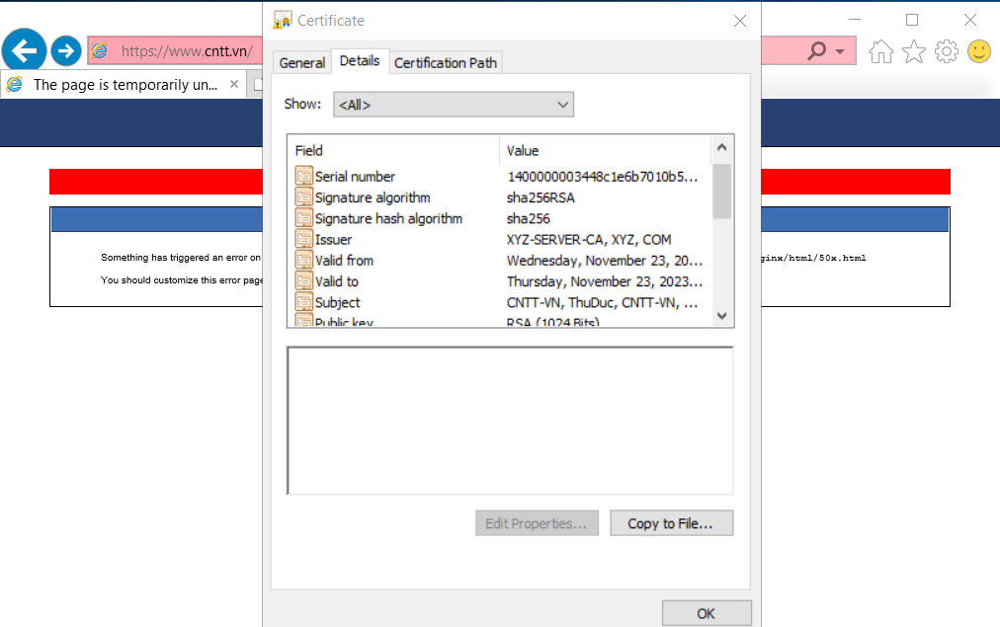 Certificate
https://www.cntt.vn/
The page is temporarily un...
General Details Certification Path
Show: <All>
Field Value
Serial number 1400000003448c1e6b7010b5...
Signature algorithm sha256RSA
Signature hash algorithm sha256
Issuer XYZ-SERVER-CA, XYZ, COM
Valid from Wednesday, November 23, 20...
Valid to Thursday, November 23, 2023...
Subject CNTT-VN, ThuDuc, CNTT-VN, ...
Public key RSA (1024 Bits)
Something has triggered an error on
ginx/html/50x.html
You should customize this error page
Edit Properties... Copy to File...
OK